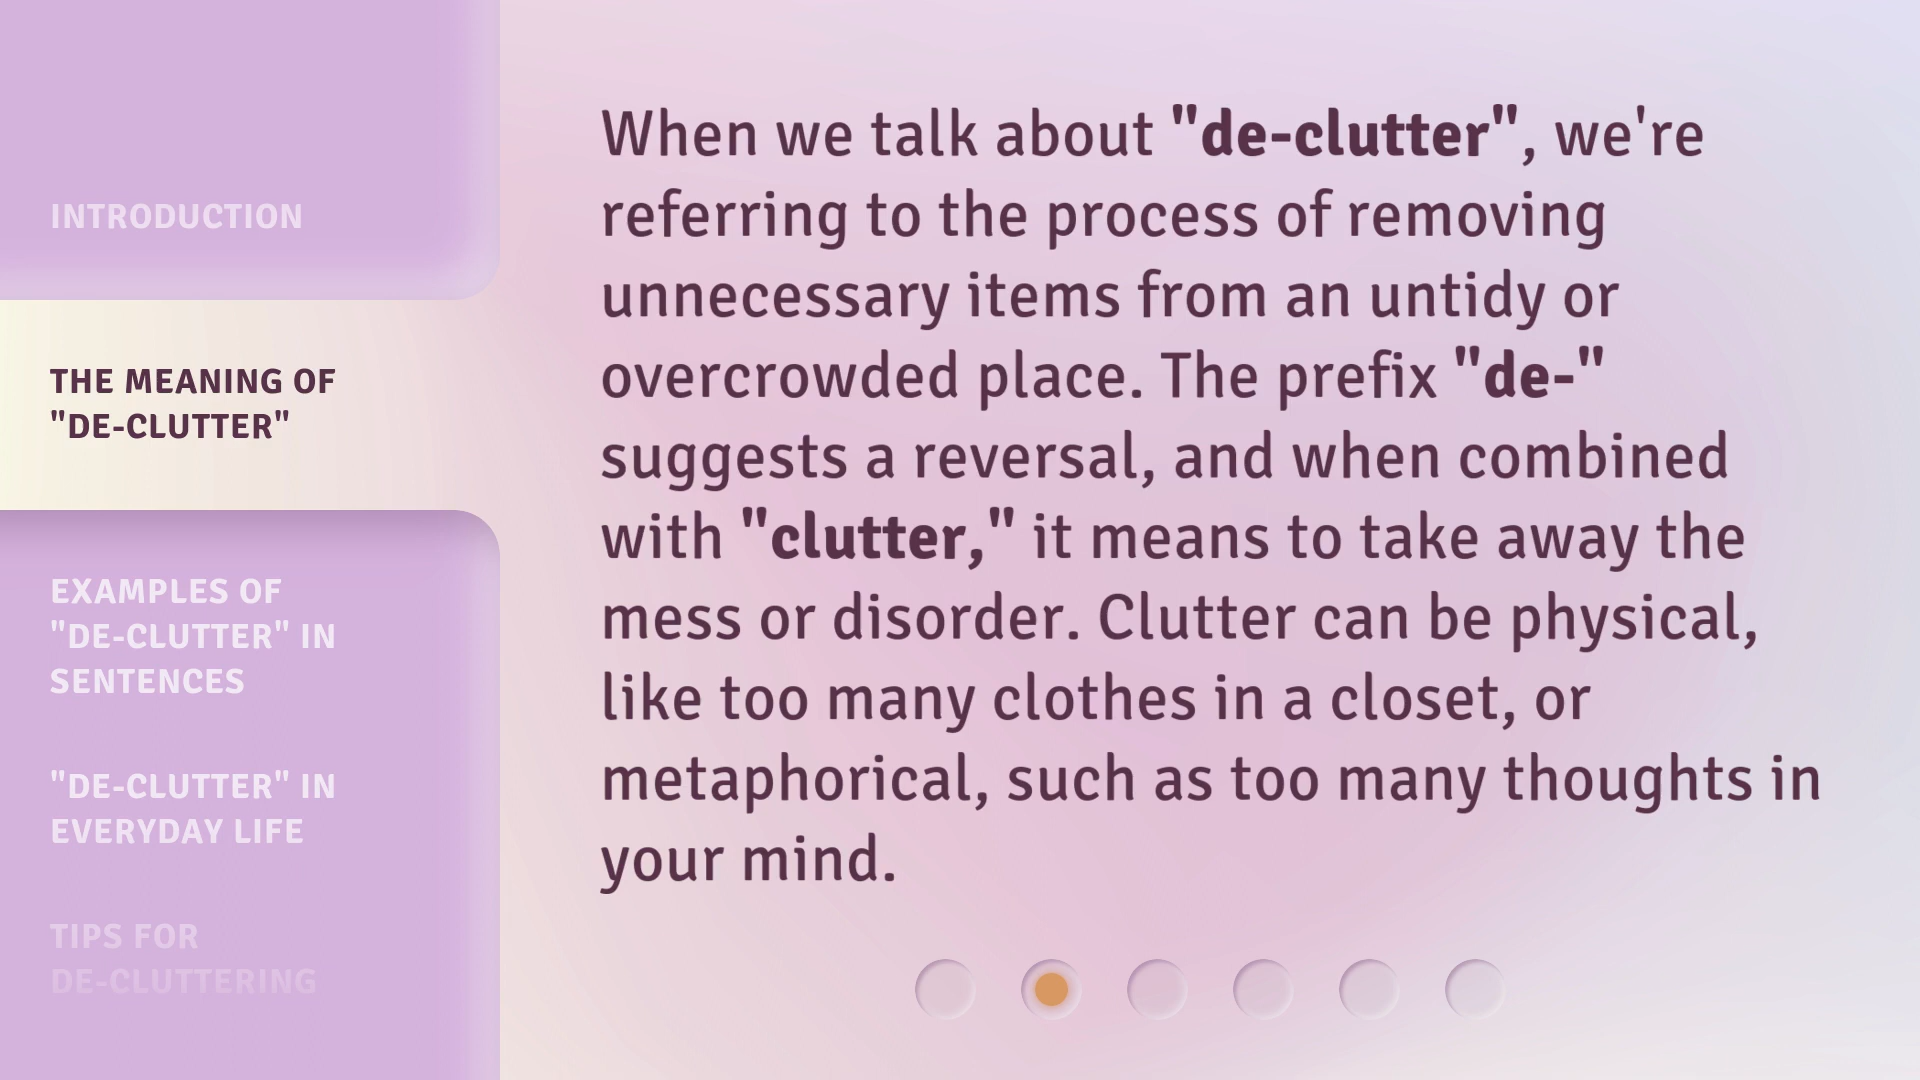 INTRODUCTION
THE MEANING OF
"DE-CLUTTER"
EXAMPLES OF
"DE-CLUTTER" IN
SENTENCES
"DE-CLUTTER" IN
EVERYDAY LIFE
TIPS FOR
DE-CLUTTERING
When we talk about "de-clutter", we're
referring to the process of removing
unnecessary items from an untidy or
overcrowded place. The prefix "de-"
suggests a reversal, and when combined
with "clutter," it means to take away the
mess or disorder. Clutter can be physical,
like too many clothes in a closet, or
metaphorical, such as too many thoughts in
your mind.